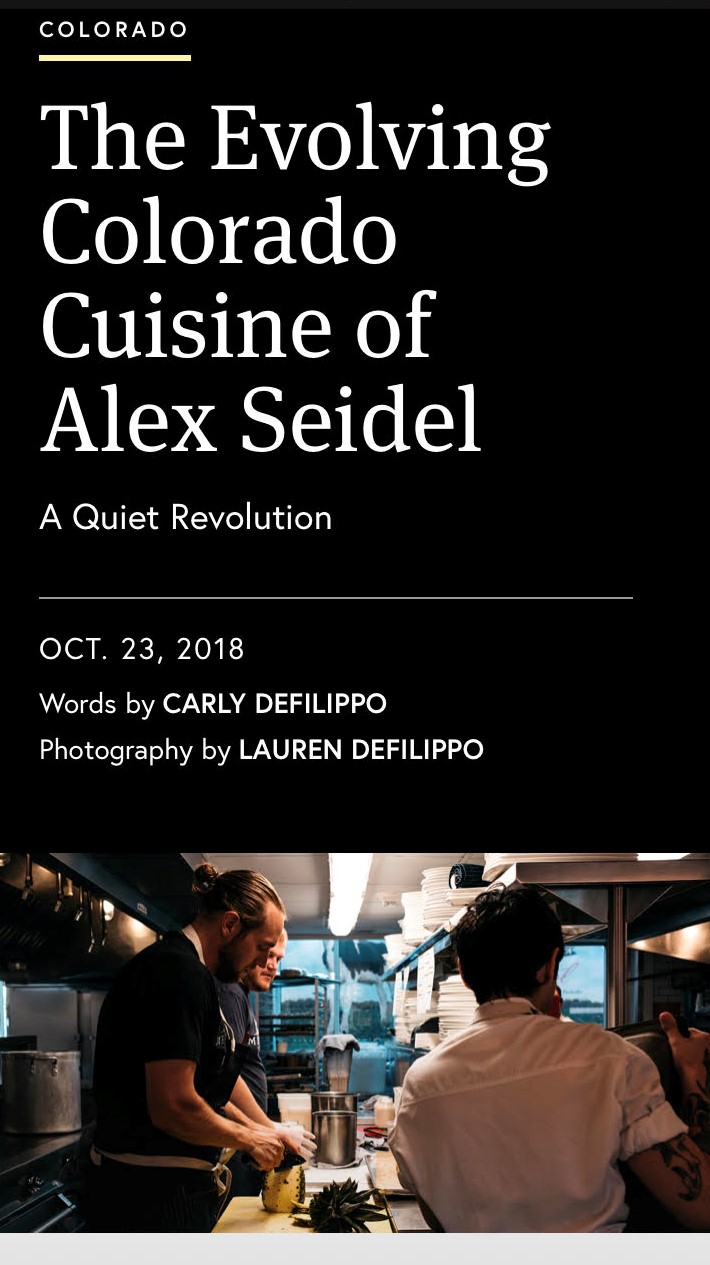 COLORADO
The Evolving
Colorado
Cuisine of
Alex Seidel
A Quiet Revolution
OCT. 23, 2018
Words by CARLY DEFILIPPO
Photography by LAUREN DEFILIPPO